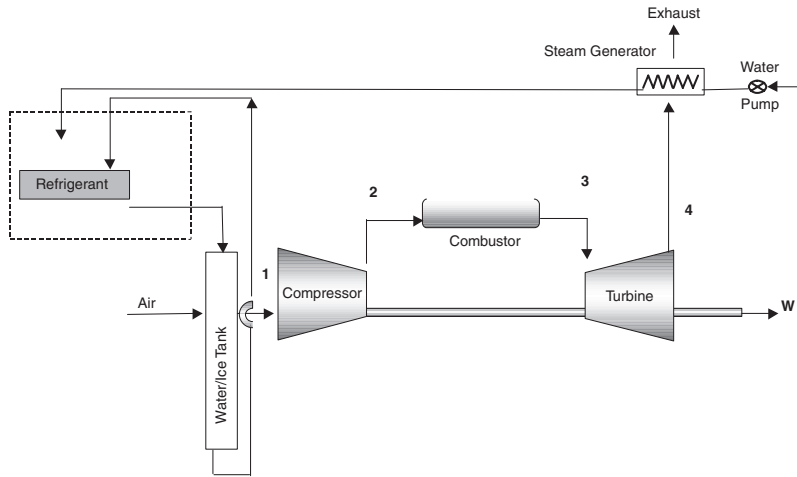 Exhaust
Steam Generator
Water
Pump
Refrigerant
2
3
4
Combustor
1
Compressor
Turbine
Air
W
Water/Ice Tank